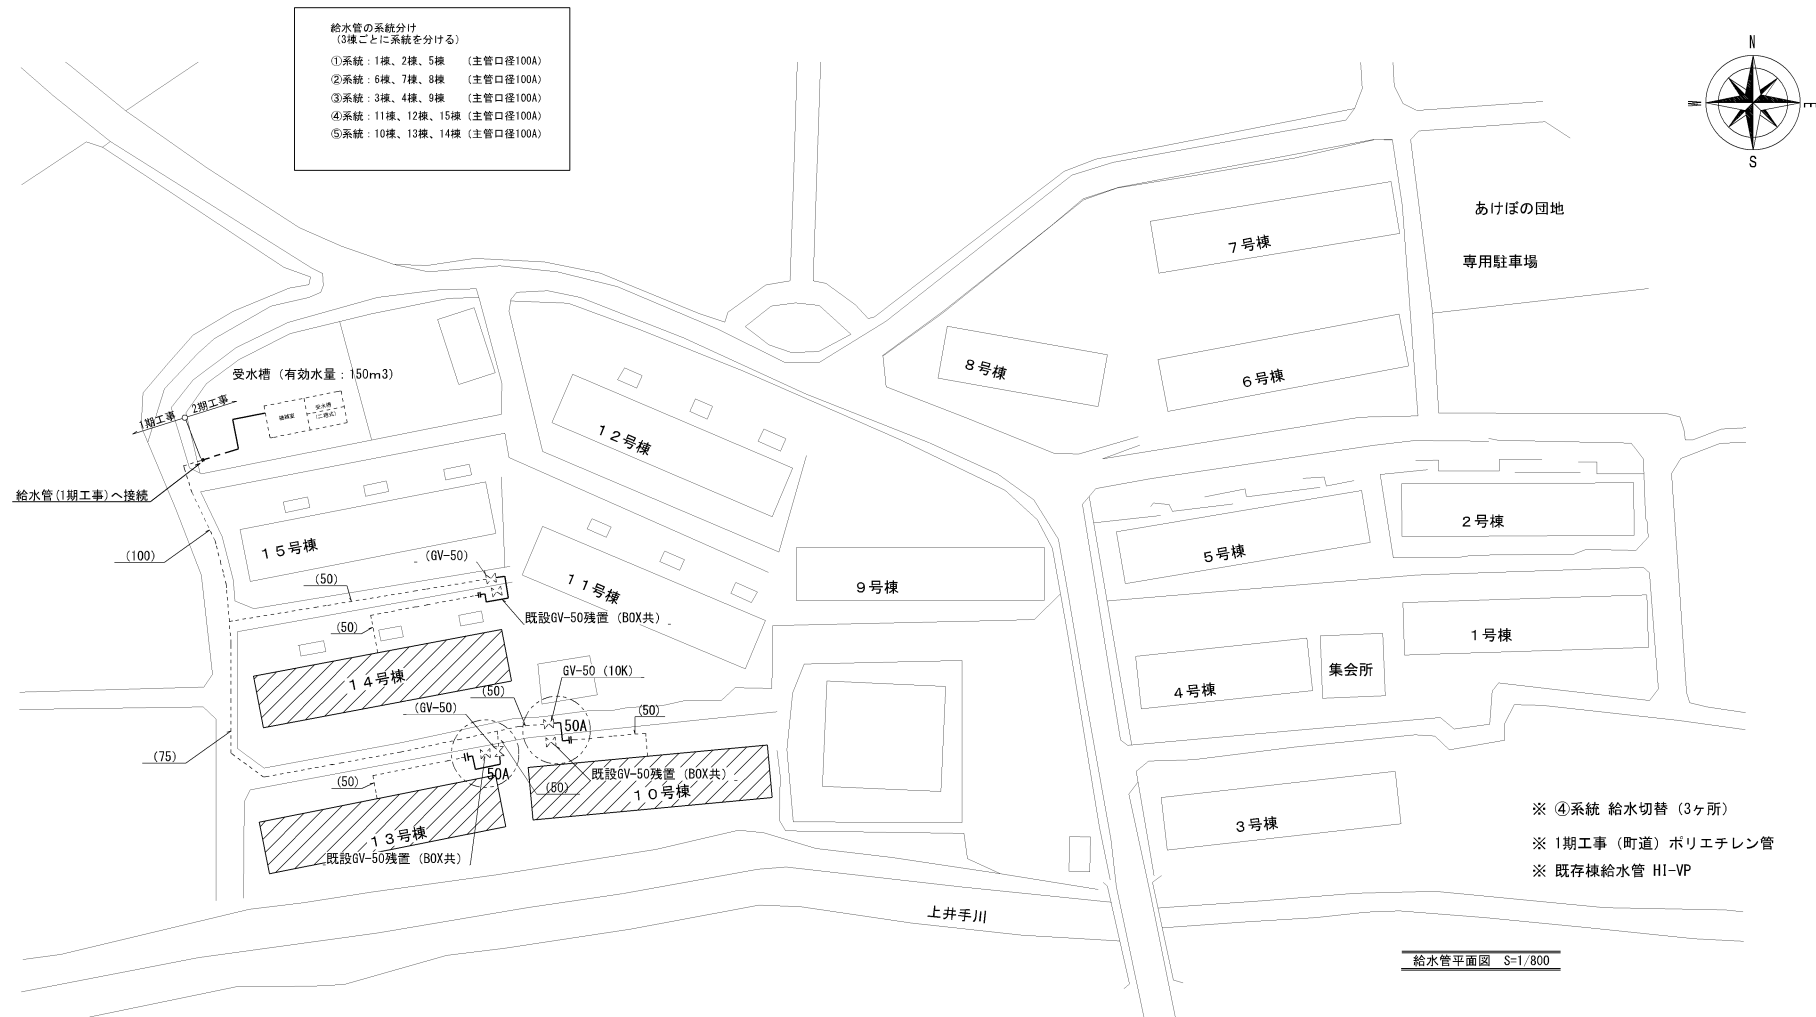 給水管の系統分け
（3棟ごとに系統を分ける）
①系統：1棟、2棟、5棟 （主管口径100A）
②系統：6棟、7棟、8棟 （主管口径100A）
③系統：3棟、4棟、9棟 （主管口径100A）
④系統：11棟、12棟、15棟（主管口径100A）
⑤系統：10棟、13棟、14棟（主管口径100A）
N
W
E
S
あけぼの団地
専用駐車場
7号棟
8号棟
6号棟
受水槽（有効水量：150m3）
1期工事
2期工事
受水槽
(二槽式)
給水管(1期工事)へ接続
12号棟
15号棟
11号棟
9号棟
5号棟
2号棟
1号棟
4号棟
集会所
3号棟
(100)
(GV-50)
(50)
既設GV-50残置（BOX共）
(50)
14号棟
GV-50（10K）
(50)
(GV-50)
(50)
50A
(75)
(50)
50A
既設GV-50残置（BOX共）
(50)
10号棟
13号棟
既設GV-50残置（BOX共）
上井手川
※ ④系統 給水切替（3ヶ所）
※ 1期工事（町道）ポリエチレン管
※ 既存棟給水管 HI-VP
給水管平面図 S=1/800